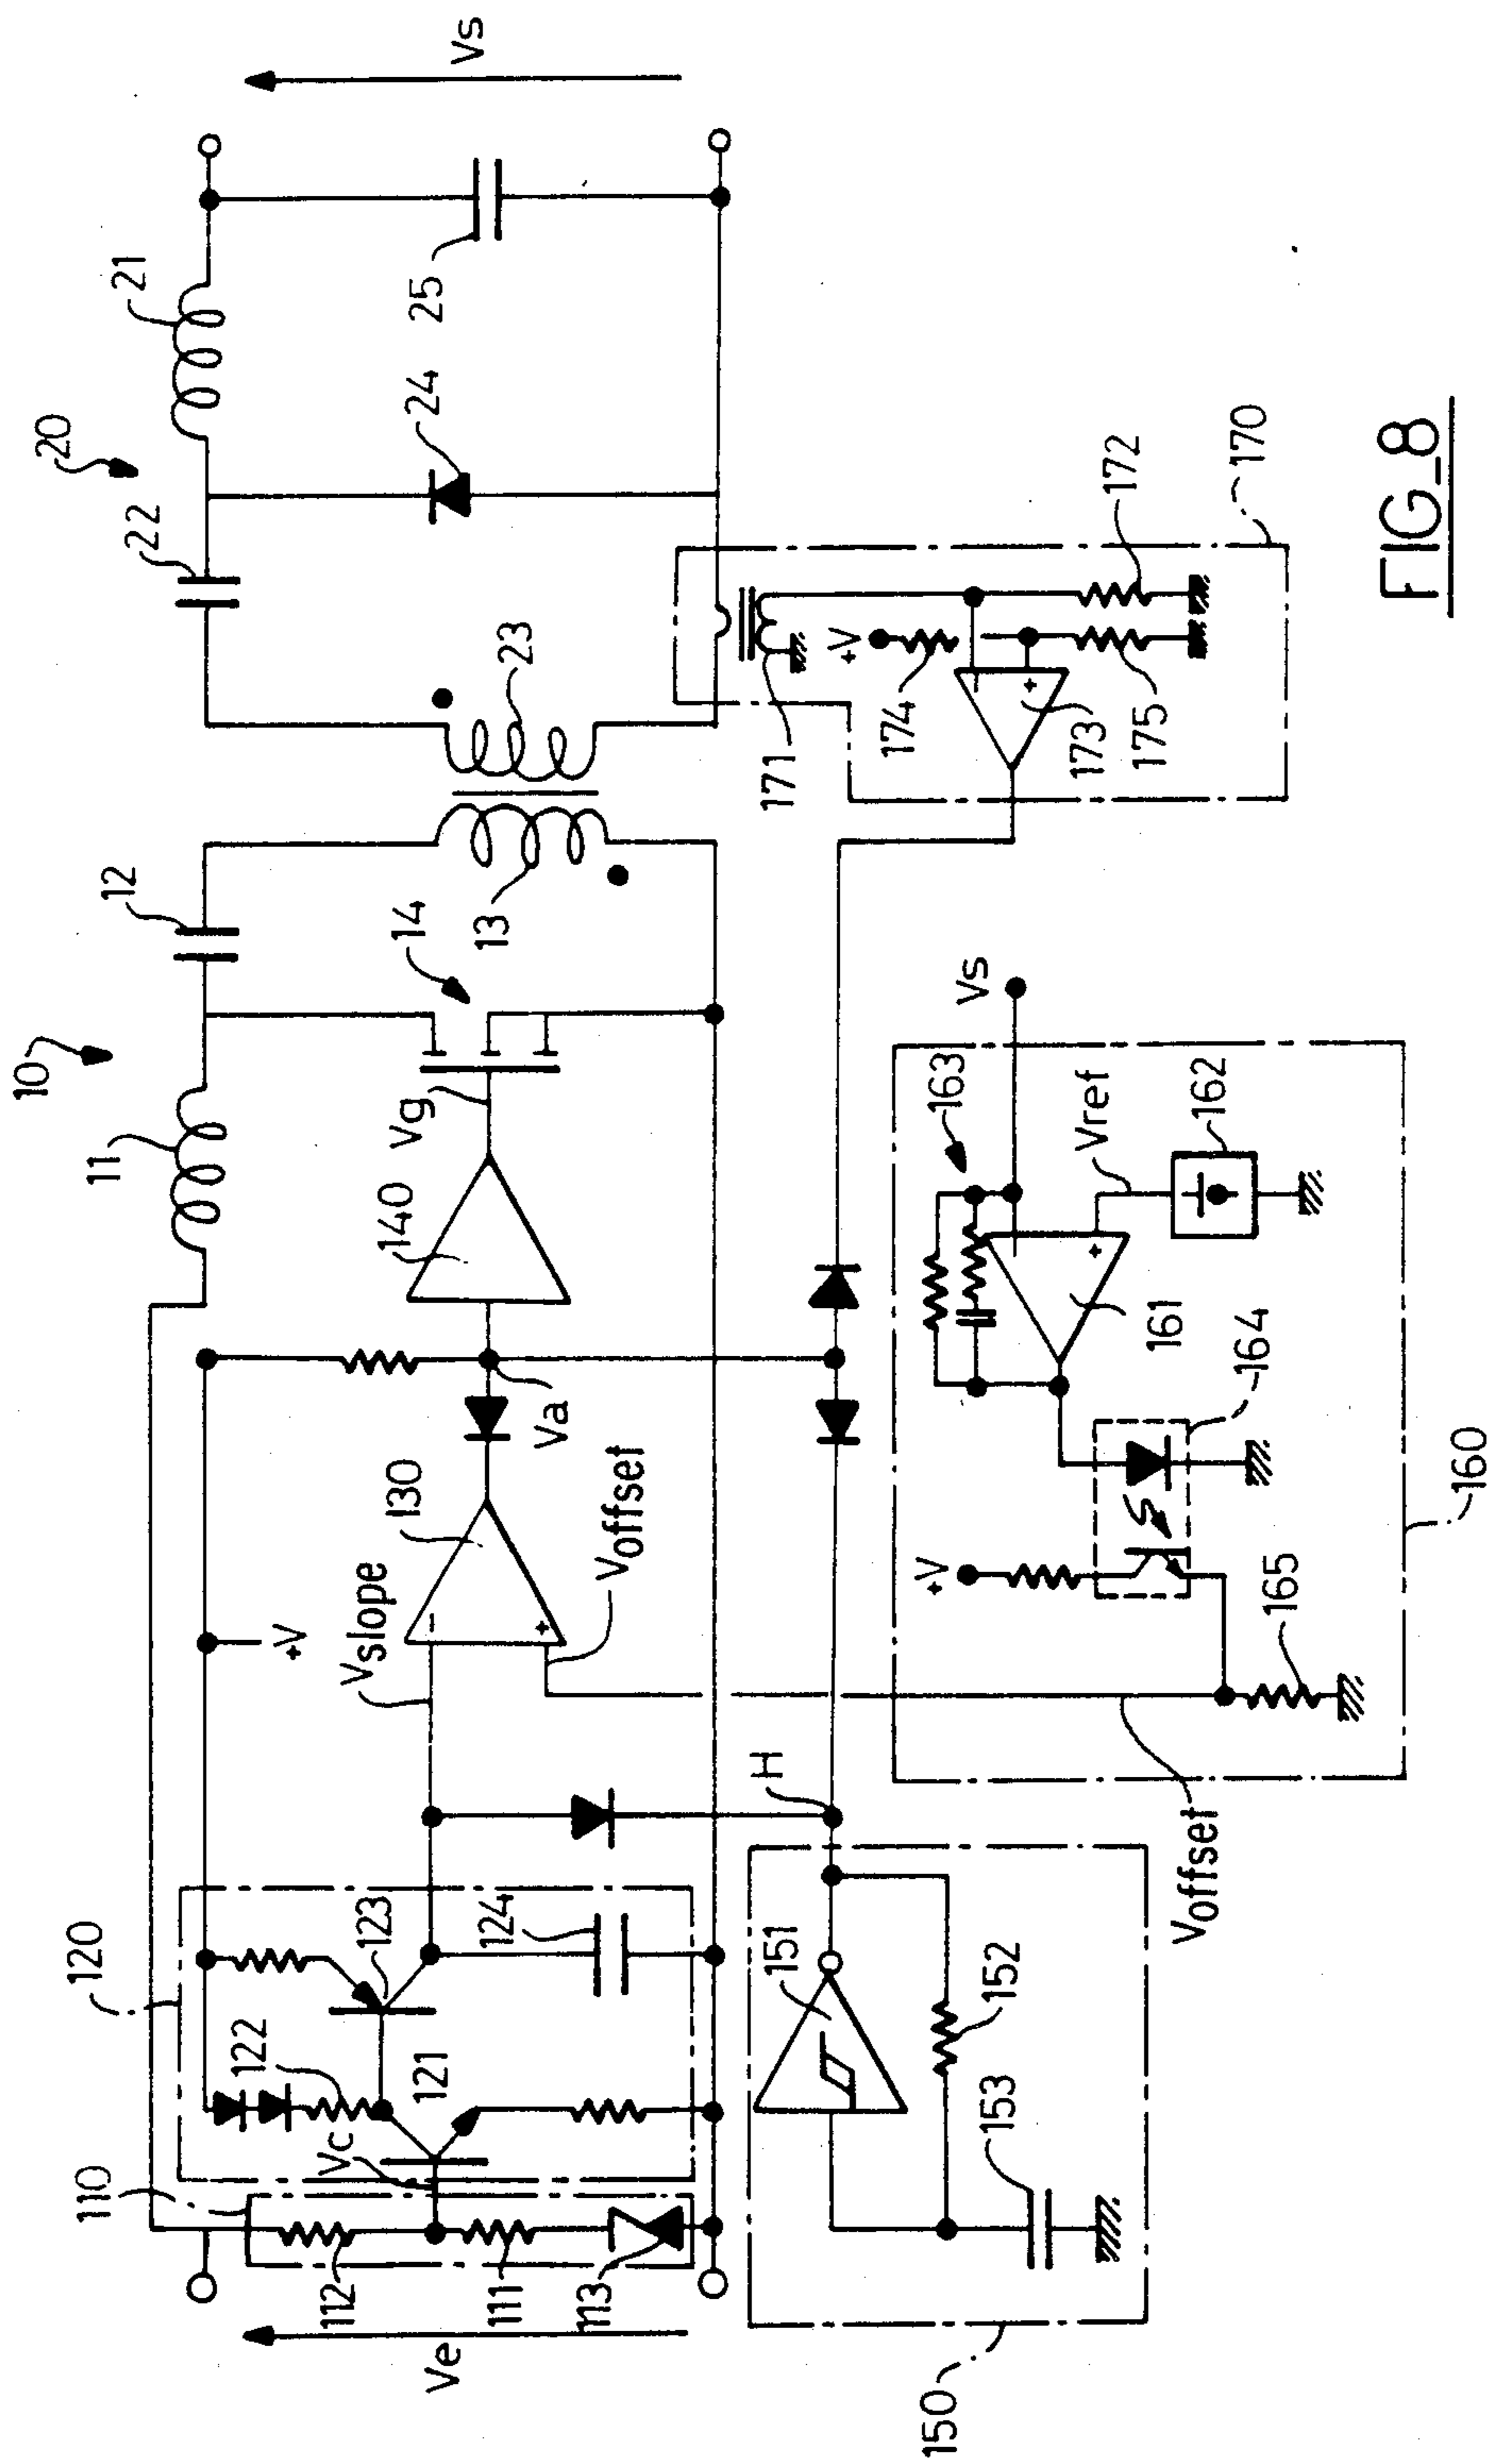 10
20
11
12
22
21
14
13
23
24
25
Vs
Vg
140
Va
130
Vslope
Voffset
+V
120
110
122
123
124
121
Vc
112
111
113
Ve
H
150
151
152
153
Voffset
160
161
162
163
164
165
Vs
Vref
+V
-
+
+
170
171
172
173
174
175
+V
-
+
FIG_8